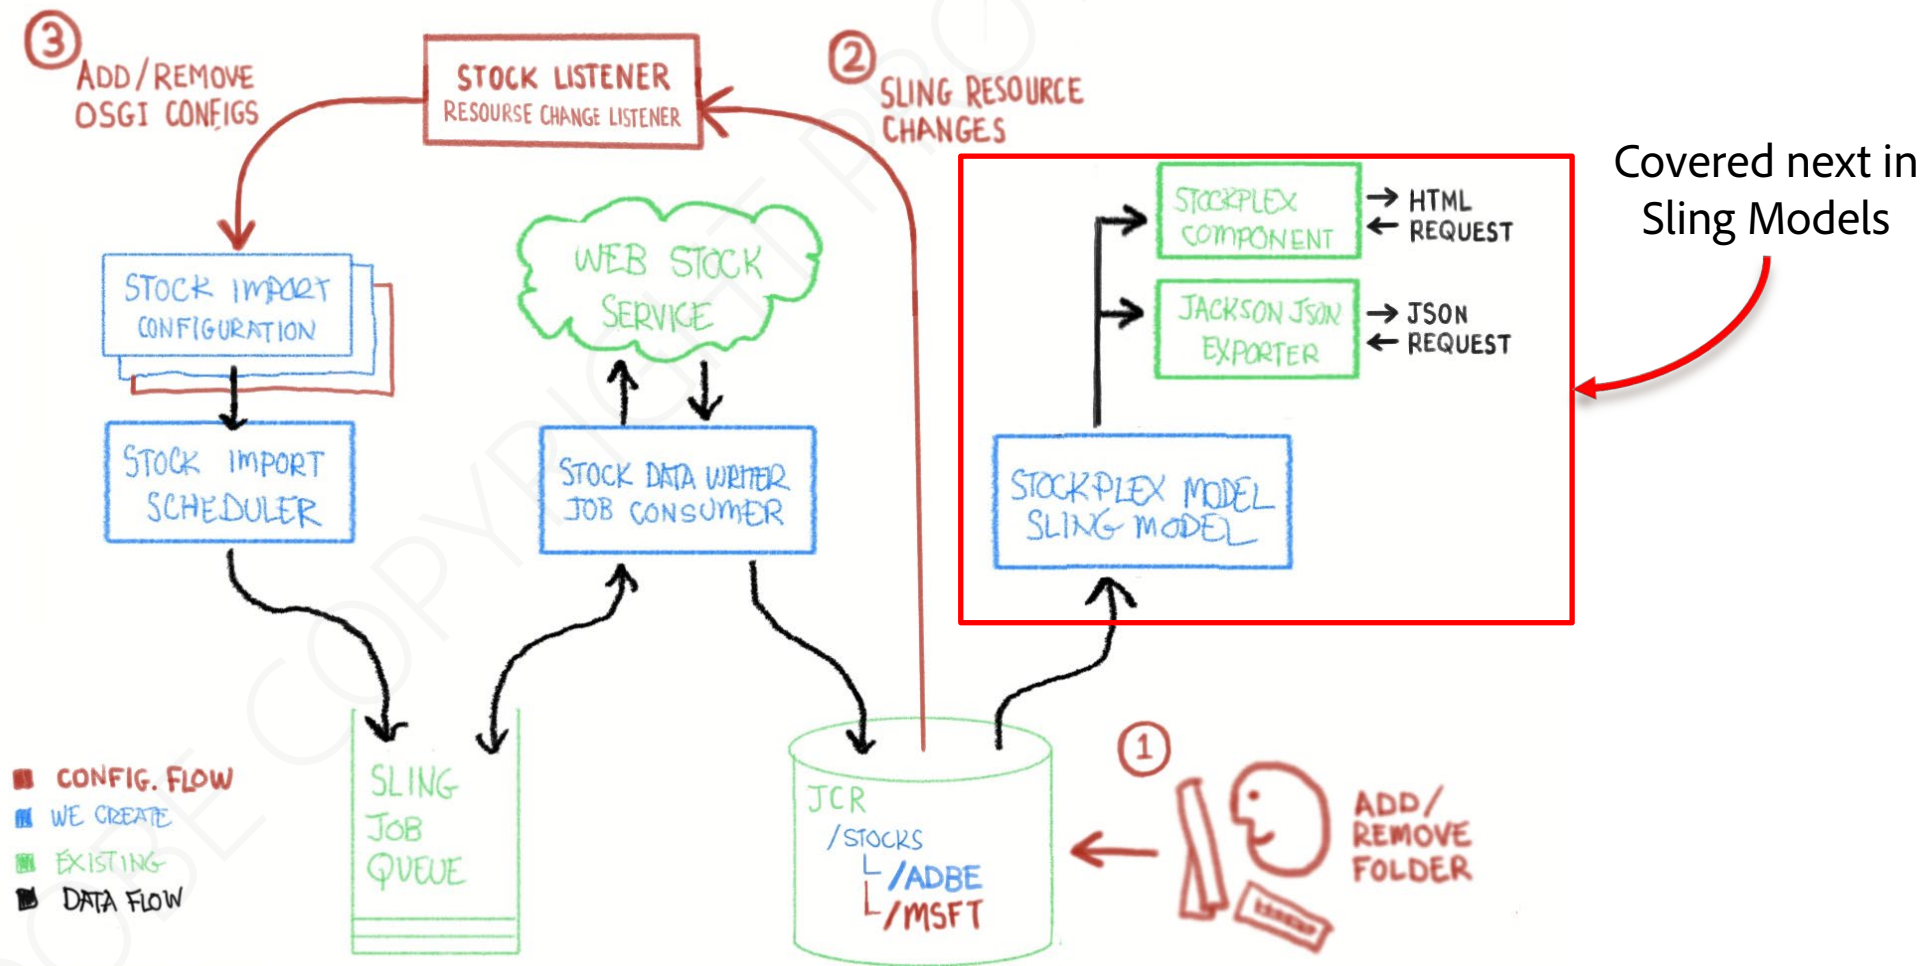 3
ADD/REMOVE
OSGI CONFIGS
STOCK LISTENER
RESOURSE CHANGE LISTENER
2
SLING RESOURCE
CHANGES
Covered next in
Sling Models
STOCKPLEX
COMPONENT
→ HTML
← REQUEST
JACKSON JSON
EXPORTER
→ JSON
← REQUEST
WEB STOCK
SERVICE
STOCK IMPORT
CONFIGURATION
STOCK IMPORT
SCHEDULER
STOCK DATA WRITER
JOB CONSUMER
STOCKPLEX MODEL
SLING MODEL
CONFIG. FLOW
WE CREATE
EXISTING
DATA FLOW
SLING
JOB
QUEUE
JCR
/STOCKS
/ADBE
/MSFT
1
ADD/
REMOVE
FOLDER
OBE COPYRIGHT PRO